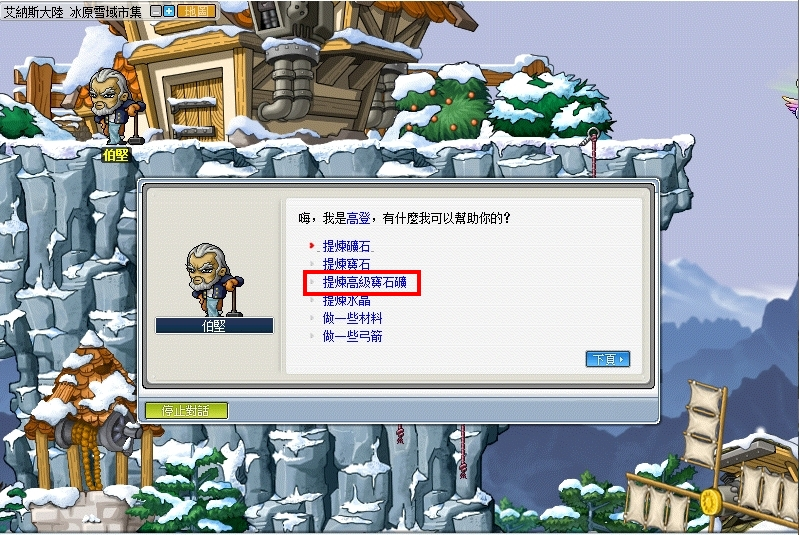 艾納斯大陸 冰原雪域市集 地圖
伯堅
嗨，我是高登，有什麼我可以幫助你的?
提煉礦石
提煉寶石
提煉高級寶石礦
提煉水晶
做一些材料
做一些弓箭
伯堅
下頁
停止對話